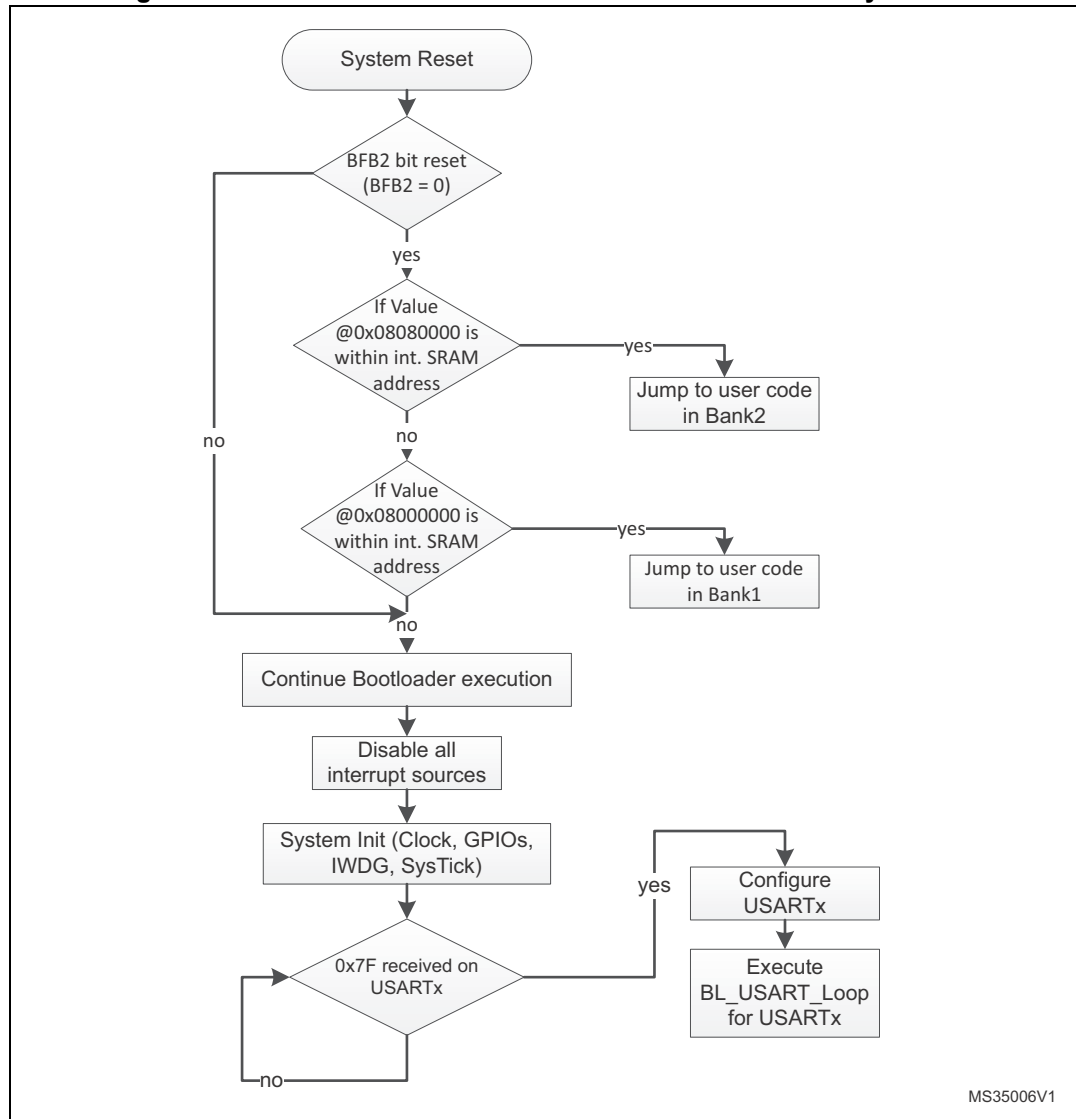 System Reset
BFB2 bit reset
(BFB2 = 0)
yes
If Value
@0x08080000 is
within int. SRAM
address
yes
Jump to user code
in Bank2
no
no
If Value
@0x08000000 is
within int. SRAM
address
yes
Jump to user code
in Bank1
no
Continue Bootloader execution
Disable all
interrupt sources
System Init (Clock, GPIOs,
IWDG, SysTick)
yes
Configure
USARTx
0x7F received on
USARTx
Execute
BL_USART_Loop
for USARTx
no
MS35006V1